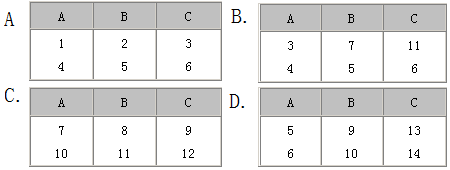 A
A B C
1 2 3
4 5 6
B.
A B C
3 7 11
4 5 6
C.
A B C
7 8 9
10 11 12
D.
A B C
5 9 13
6 10 14